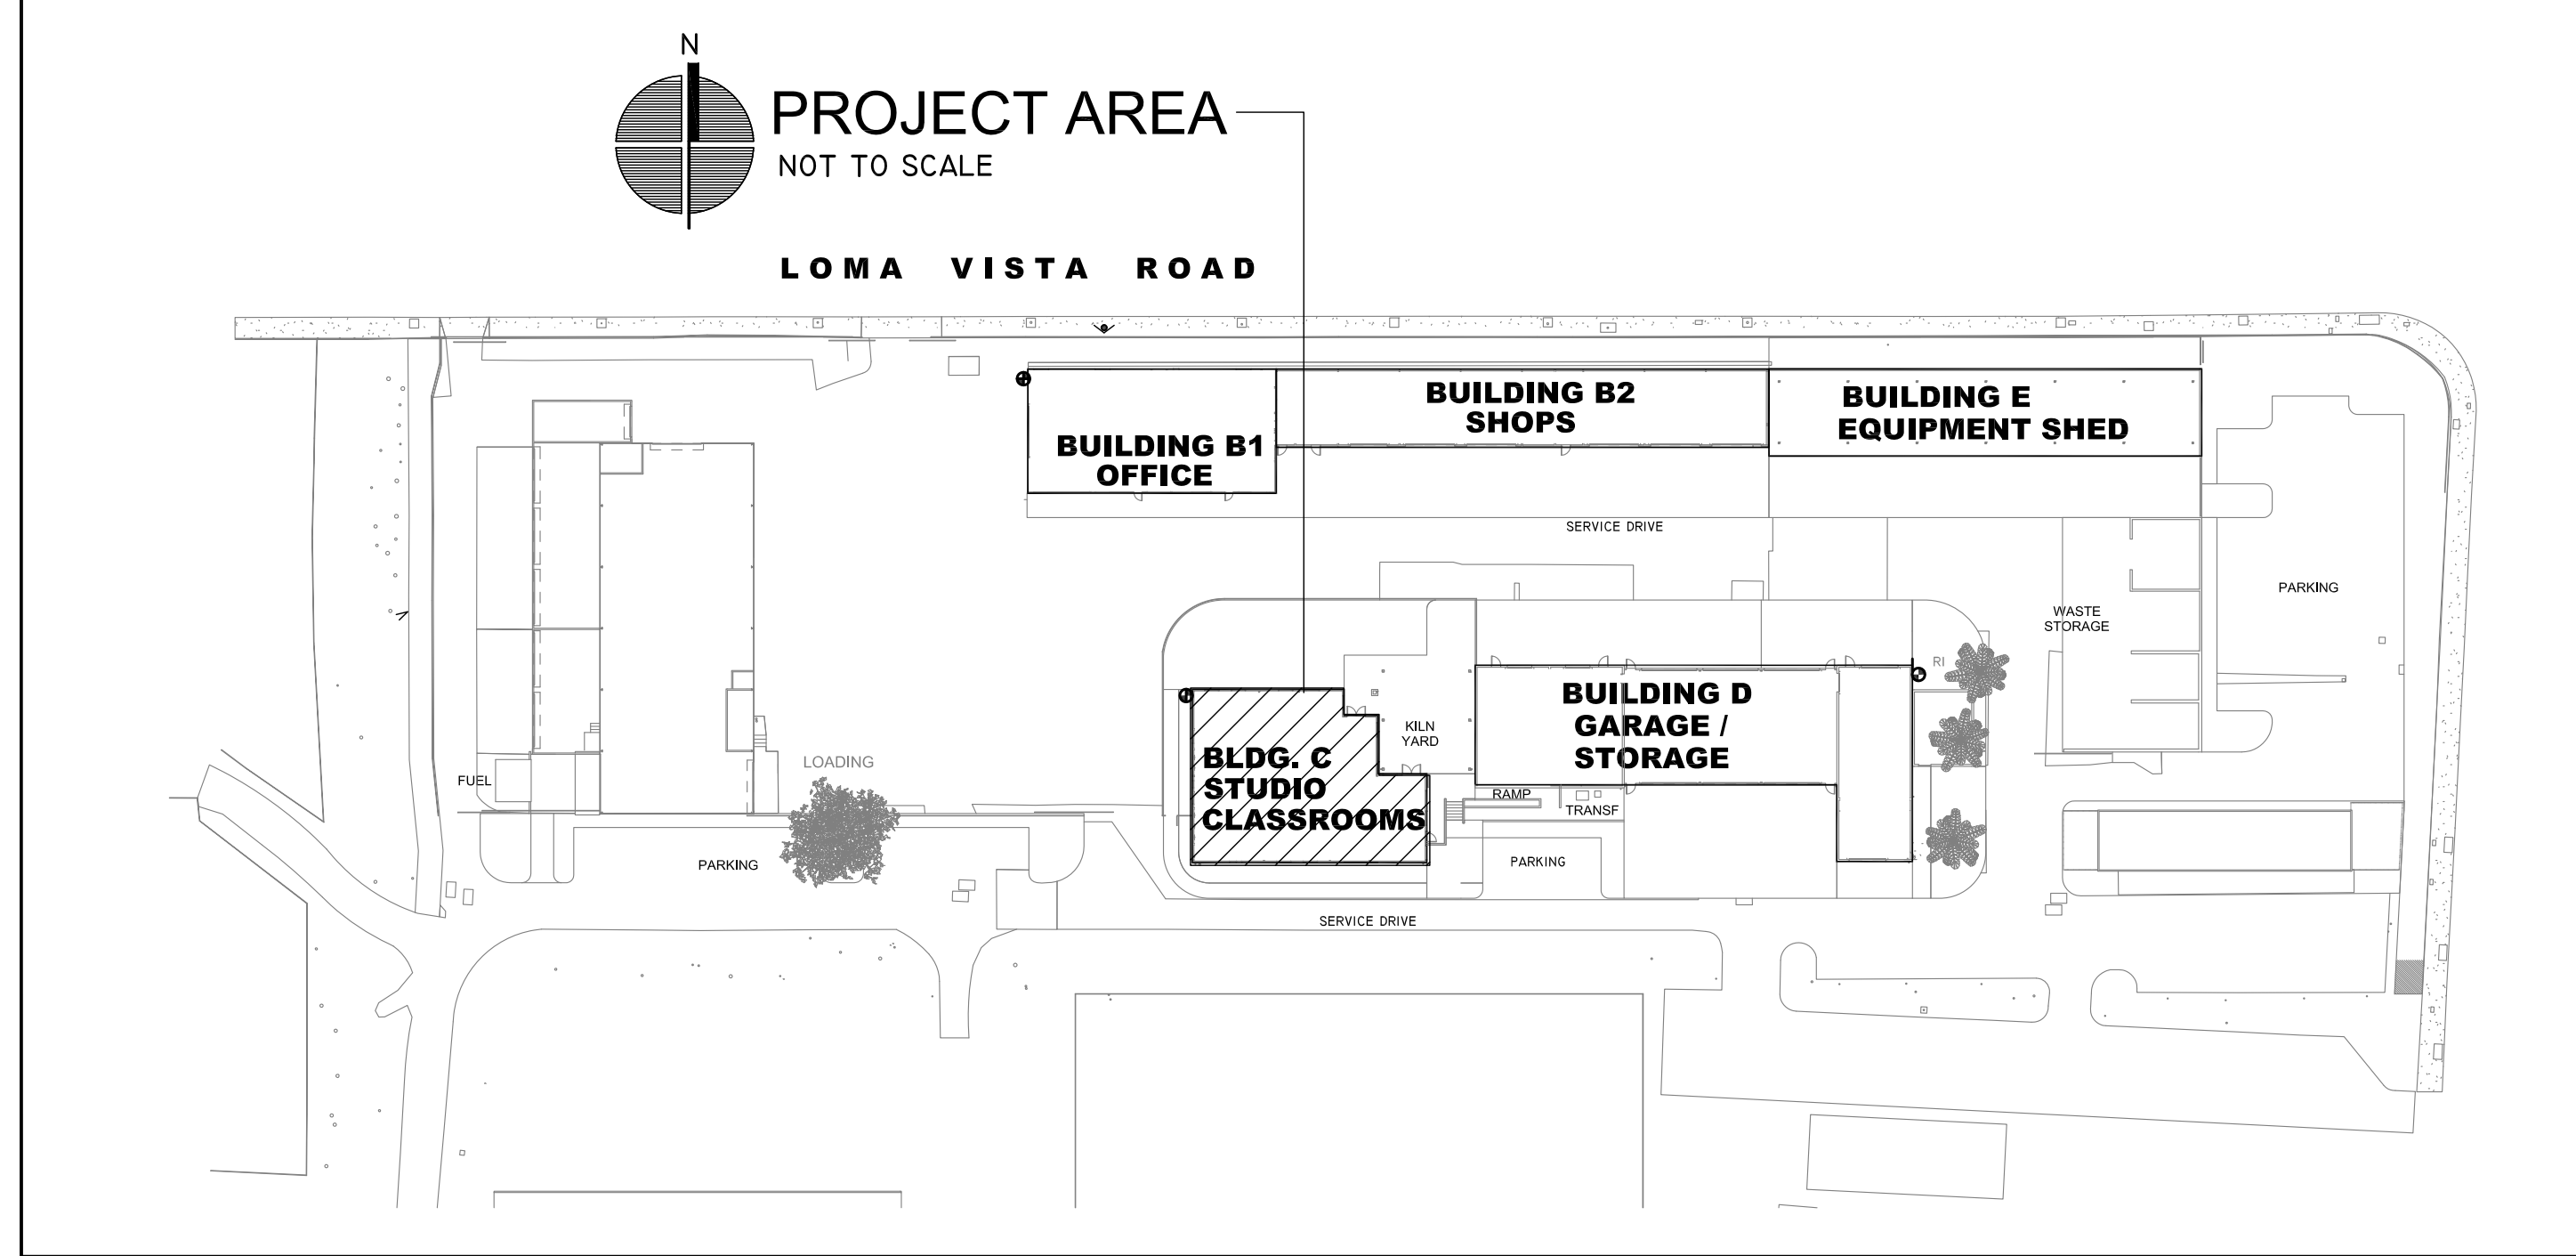 N
PROJECT AREA
NOT TO SCALE
LOMA VISTA ROAD
BUILDING B1
OFFICE
BUILDING B2
SHOPS
BUILDING E
EQUIPMENT SHED
SERVICE DRIVE
PARKING
WASTE
STORAGE
RI
BUILDING D
GARAGE /
STORAGE
KILN
YARD
BLDG. C
STUDIO
CLASSROOMS
LOADING
FUEL
RAMP
TRANSF
PARKING
PARKING
SERVICE DRIVE